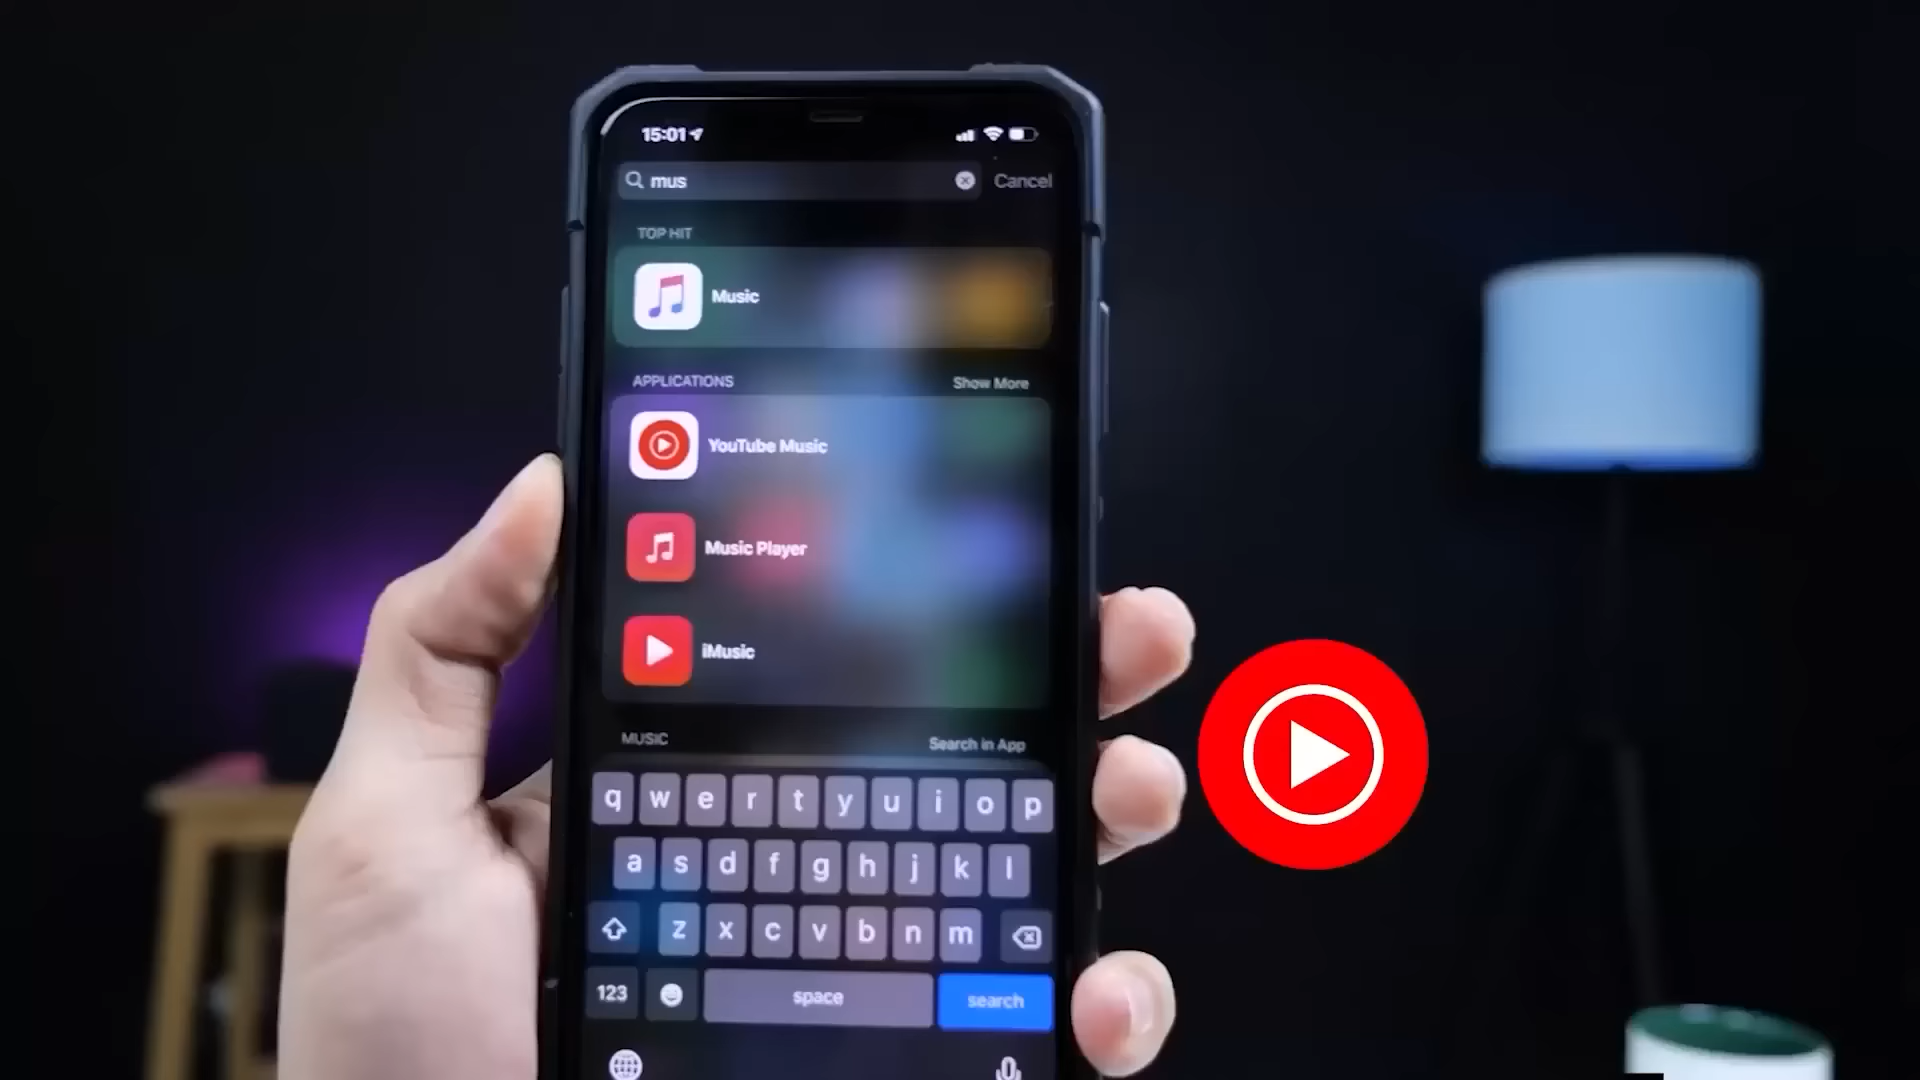 15:01
mus
Cancel
TOP HIT
Music
APPLICATIONS
Show More
YouTube Music
Music Player
iMusic
MUSIC
Search in App
q w e r t y u i o p
a s d f g h j k l
z x c v b n m
123
space
search